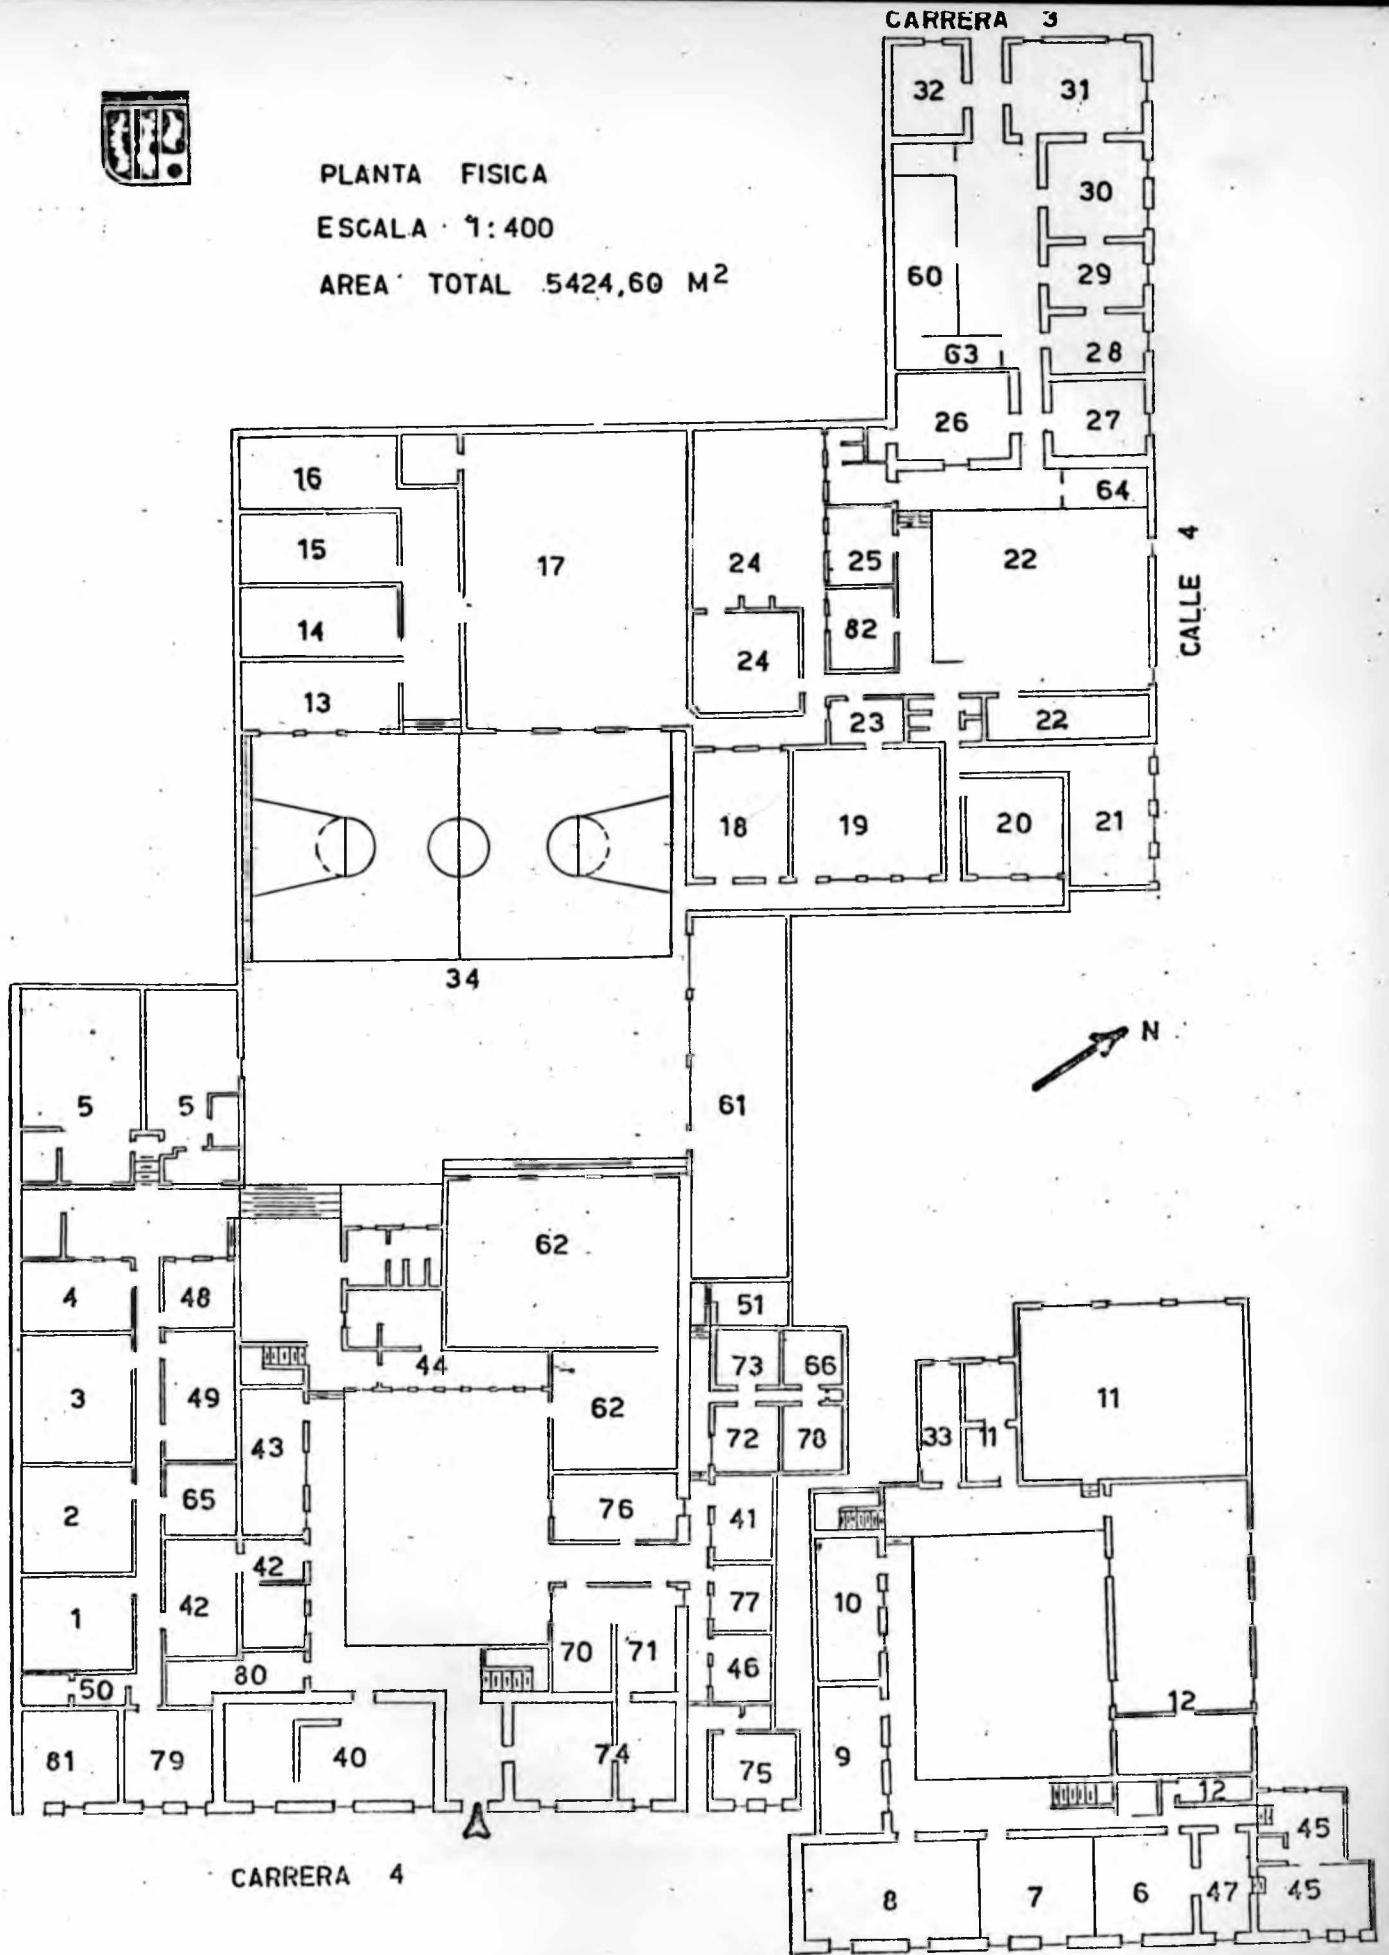 CARRERA 3
PLANTA FISICA
ESCALA 1:400
AREA TOTAL 5424,60 M2
32 31
30
60 29
63 28
26 27
64
16
15 17 24 25 22
CALLE 4
14 82
24
13 23 22
18 19 20 21
34
N
5 5 61
62
4 48 51
44 73 66
3 49 62 11
43 72 78 33 11
65 76 41
2
42 77 10
1 42 70 71
80 46
50 12
81 79 40 74 75 9
12
45
CARRERA 4
8 7 6 47 45